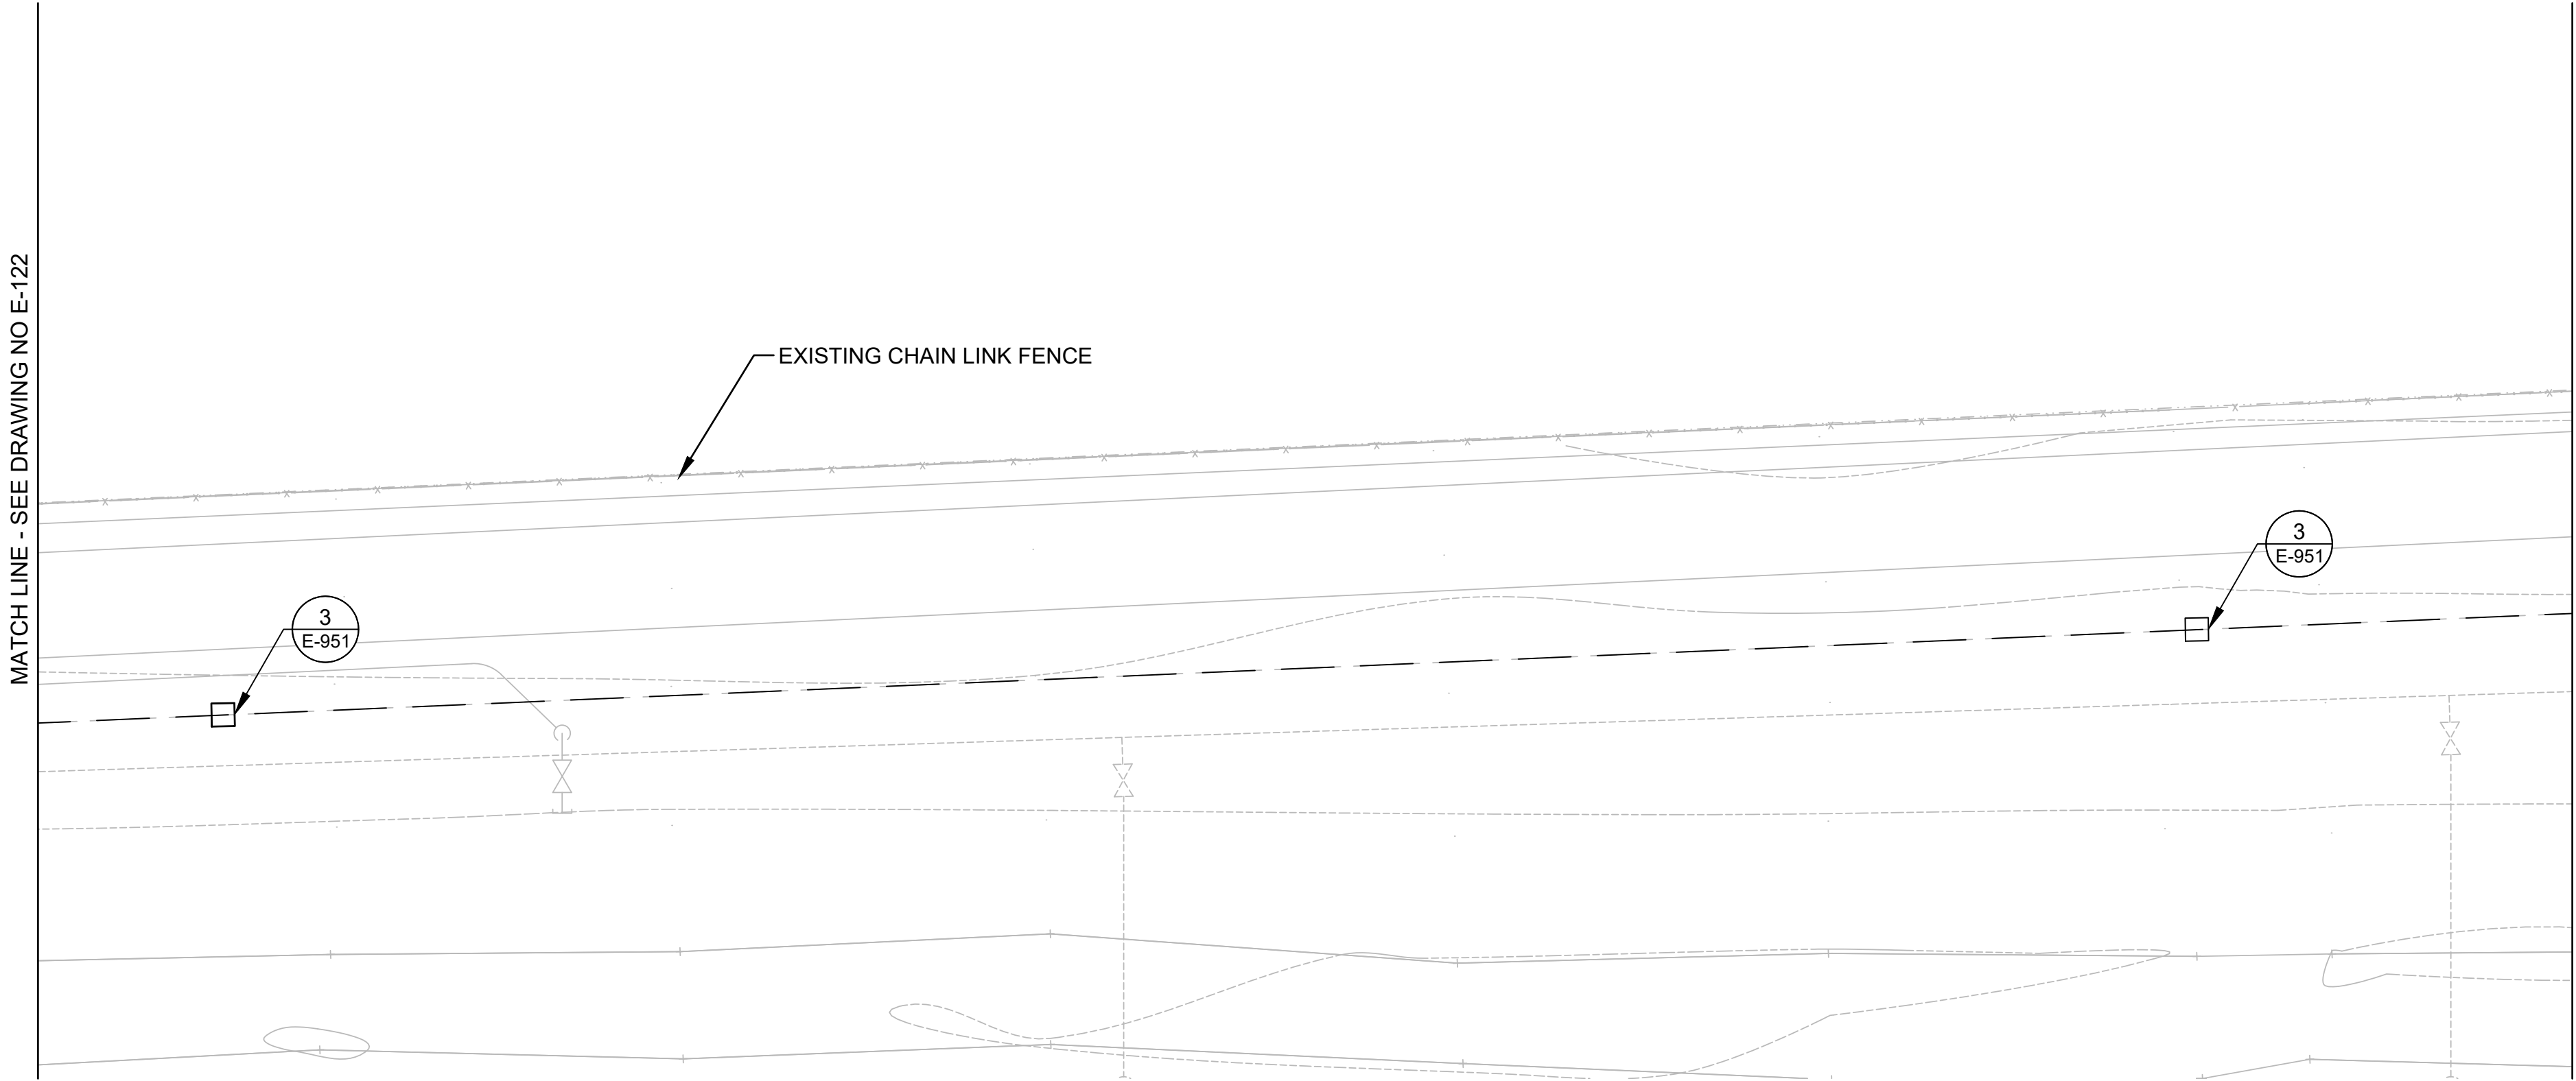 MATCH LINE - SEE DRAWING NO E-122
EXISTING CHAIN LINK FENCE
3
E-951
3
E-951